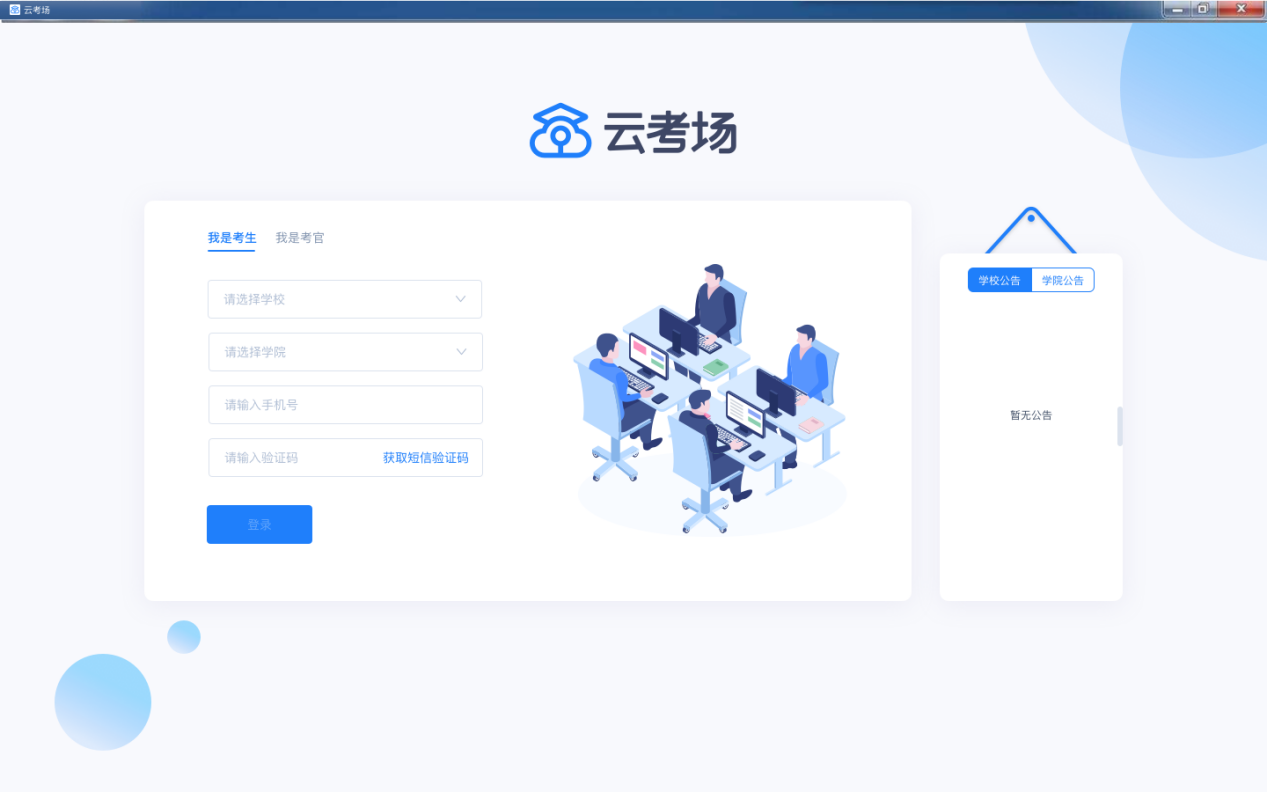 云考场
云考场
我是考生 我是考官
请选择学校
请选择学院
请输入手机号
请输入验证码 获取短信验证码
登录
学校公告 学院公告
暂无公告